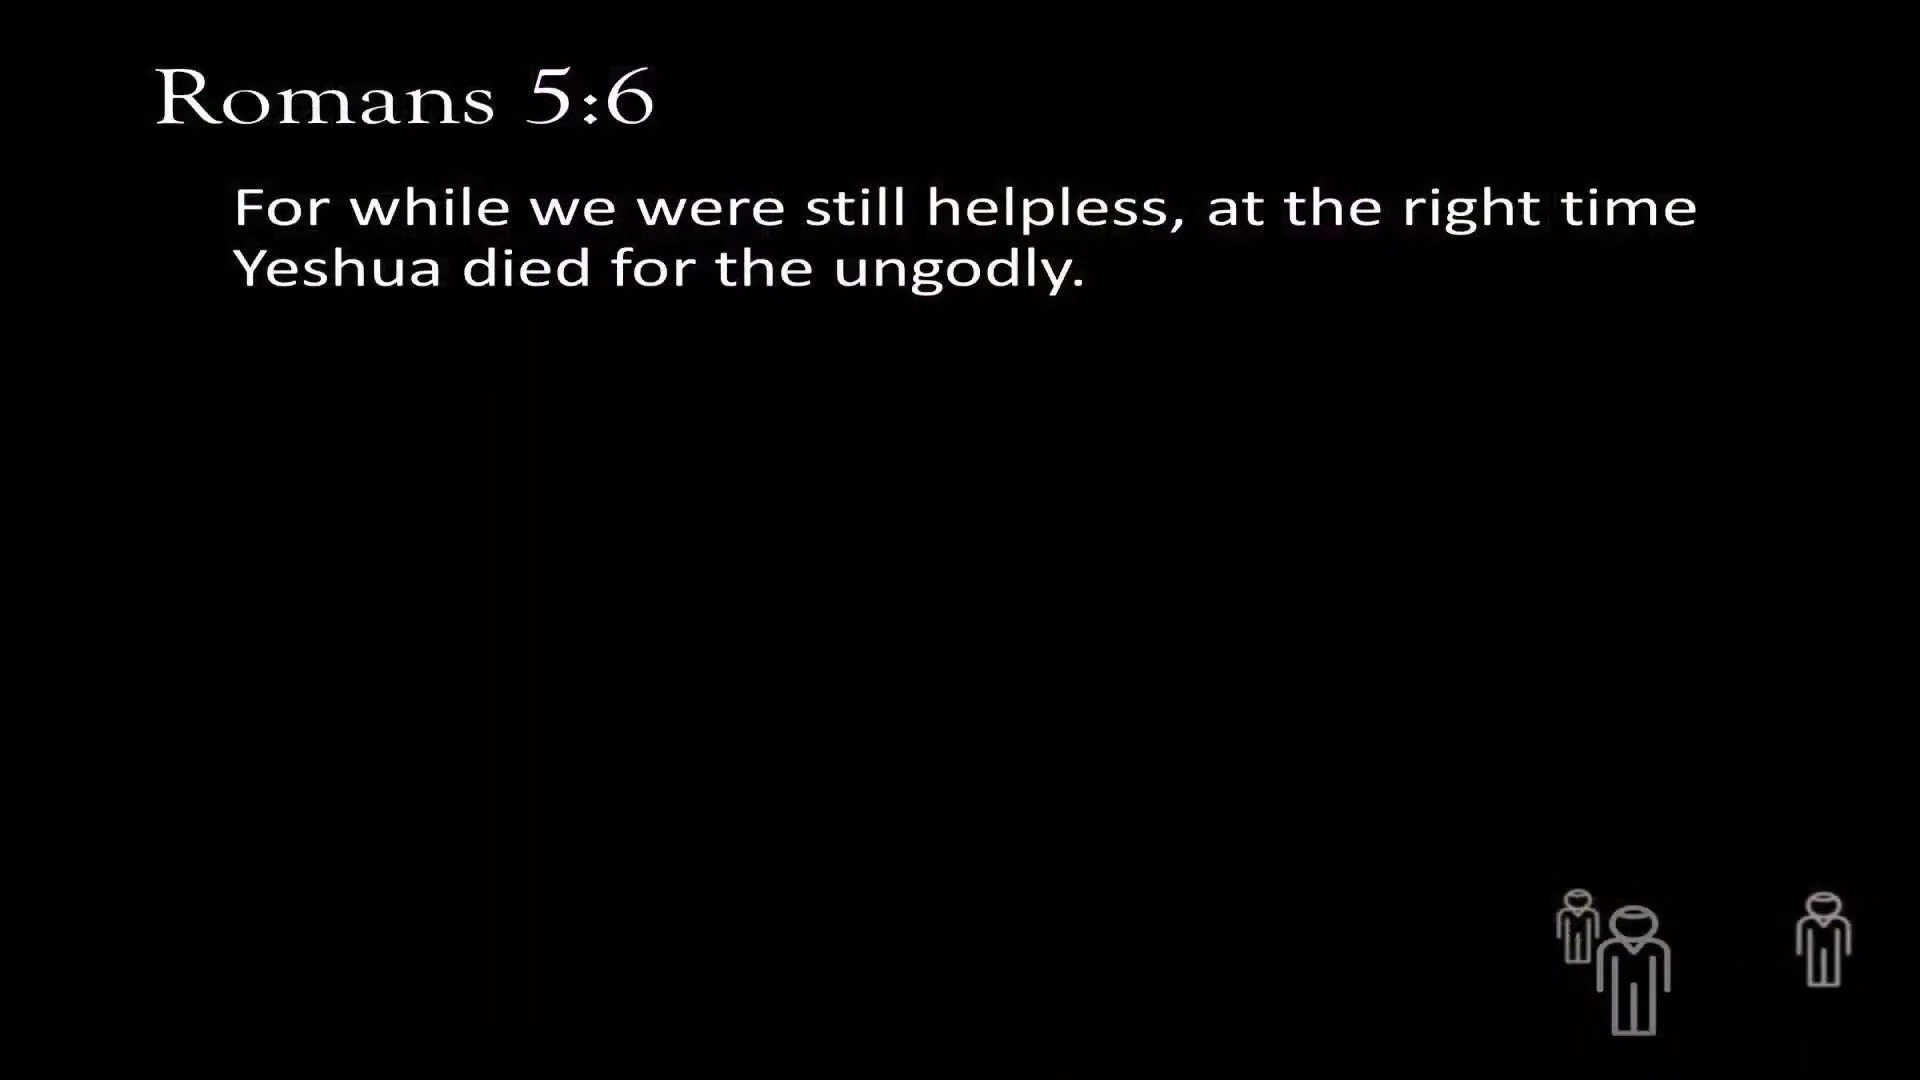 Romans 5:6
For while we were still helpless, at the right time
Yeshua died for the ungodly.